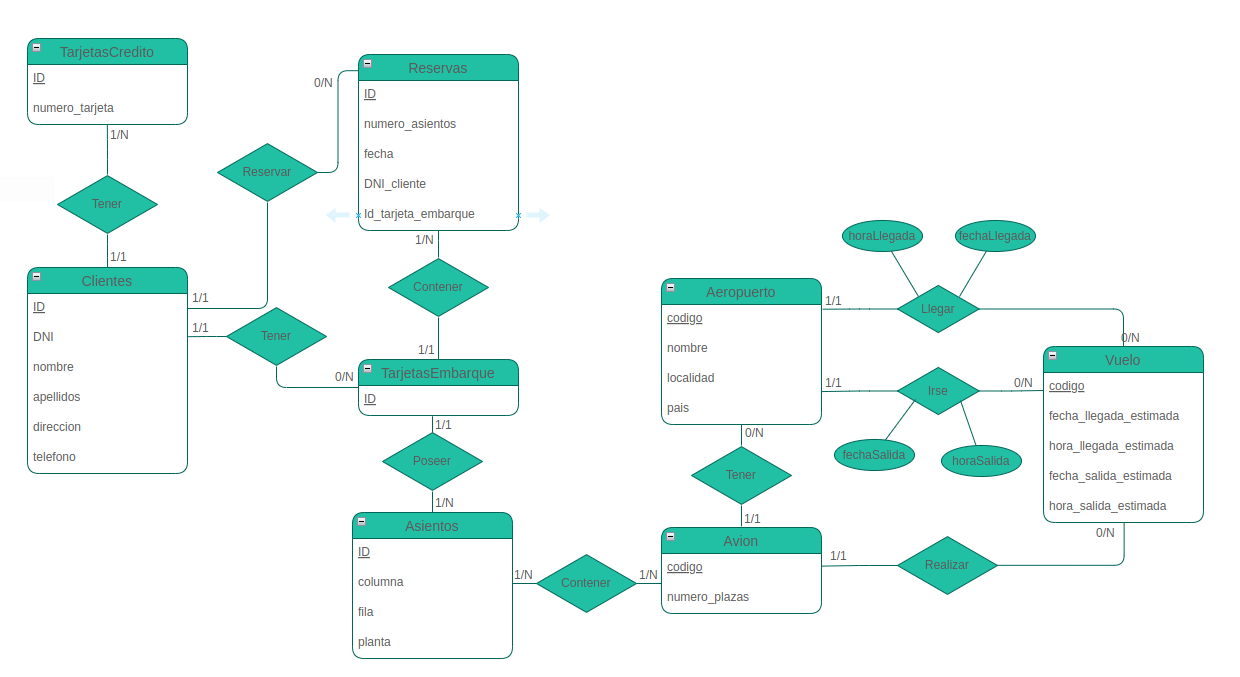 TarjetasCredito
ID
numero_tarjeta
1/N
Tener
1/1
Clientes
ID
DNI
nombre
apellidos
direccion
telefono
1/1
1/1
Reservar
0/N
Tener
0/N
Reservas
ID
numero_asientos
fecha
DNI_cliente
Id_tarjeta_embarque
1/N
Contener
1/1
TarjetasEmbarque
ID
1/1
Poseer
1/N
Asientos
ID
columna
fila
planta
1/N
Contener
1/N
Aeropuerto
codigo
nombre
localidad
pais
0/N
Tener
1/1
Avion
codigo
numero_plazas
horaLlegada
fechaLlegada
1/1
Llegar
0/N
1/1
Irse
0/N
fechaSalida
horaSalida
Vuelo
codigo
fecha_llegada_estimada
hora_llegada_estimada
fecha_salida_estimada
hora_salida_estimada
0/N
1/1
Realizar